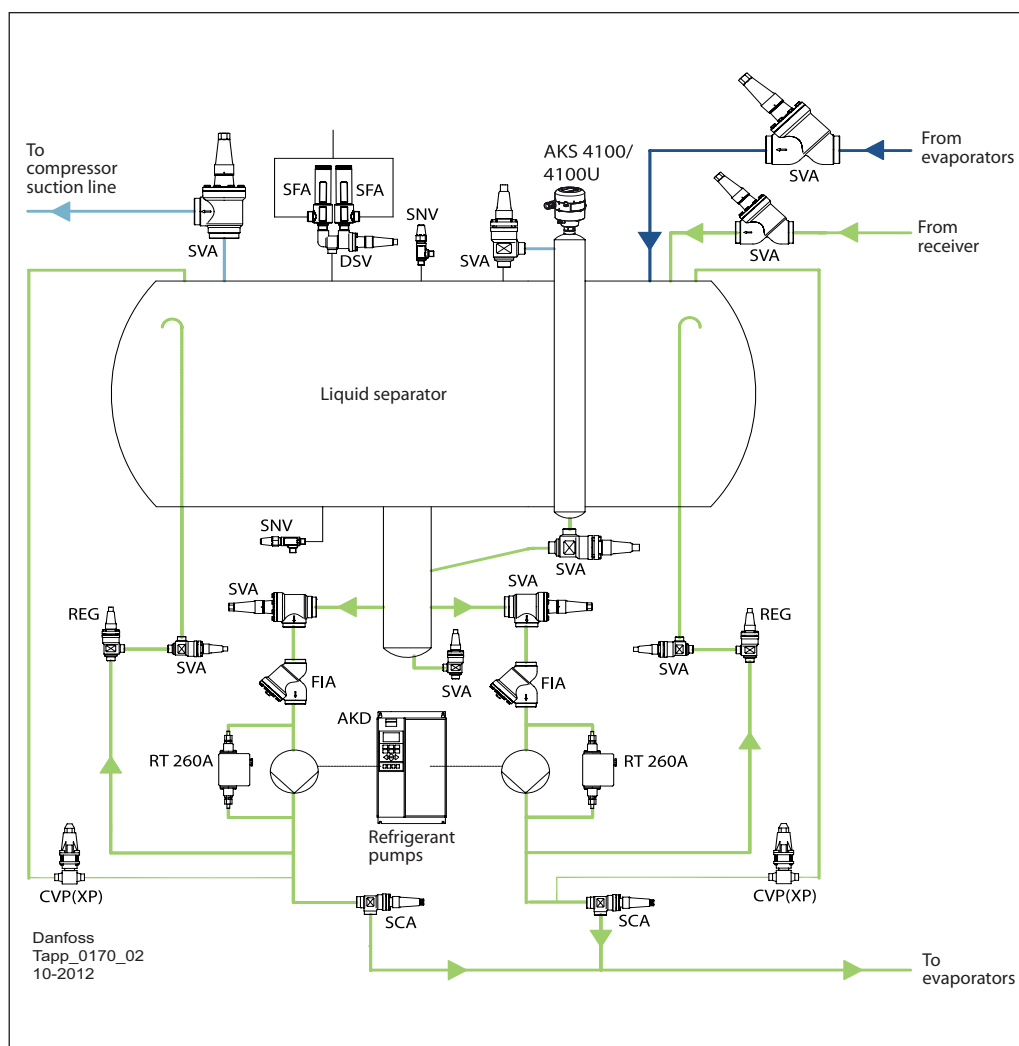 To
compressor
suction line
SVA
SFA
SFA
DSV
SNV
SVA
AKS 4100/
4100U
SVA
From
evaporators
SVA
From
receiver
Liquid separator
SNV
SVA
SVA
SVA
REG
SVA
FIA
SVA
FIA
SVA
REG
RT 260A
AKD
RT 260A
Refrigerant
pumps
CVP(XP)
SCA
SCA
CVP(XP)
Danfoss
Tapp_0170_02
10-2012
To
evaporators